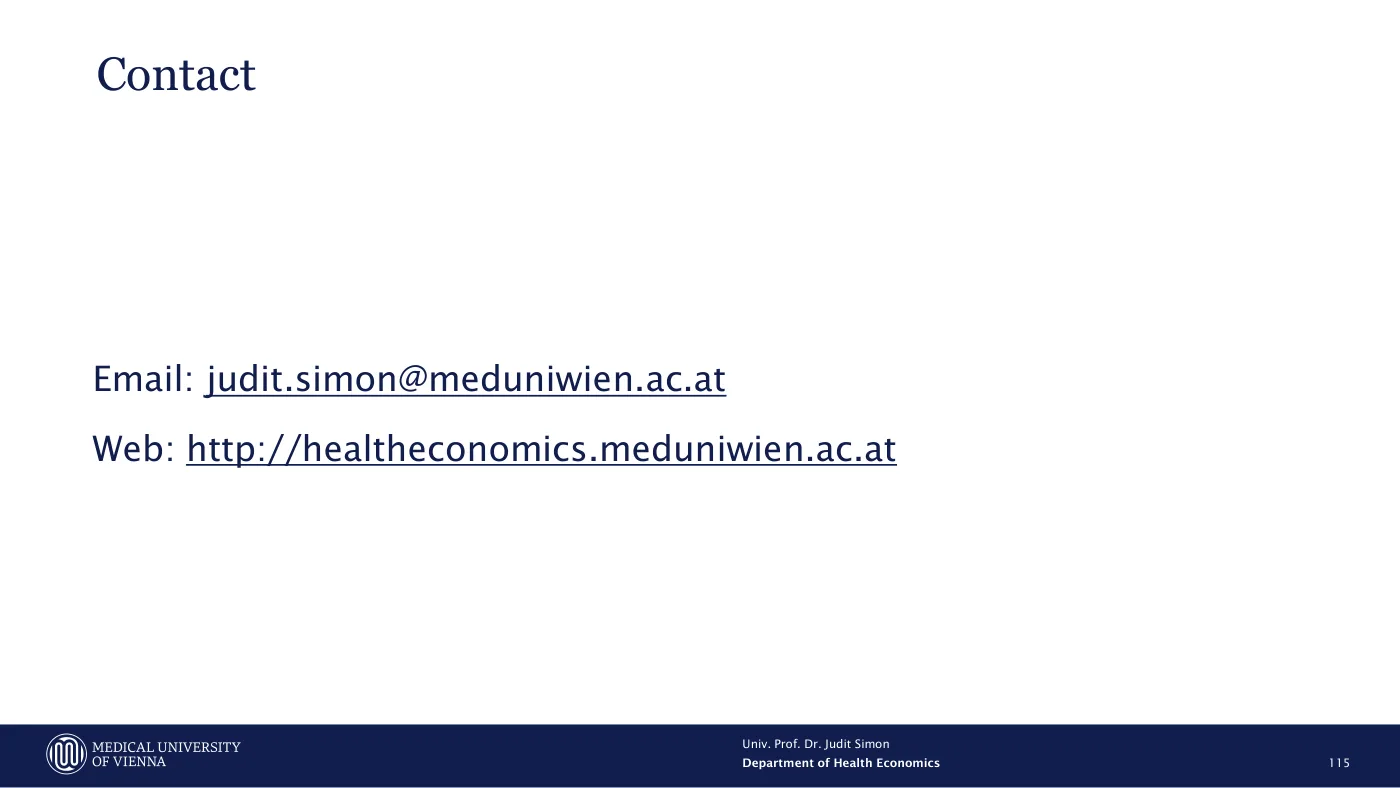 Contact
Email: judit.simon@meduniwien.ac.at
Web: http://healtheconomics.meduniwien.ac.at
MEDICAL UNIVERSITY
OF VIENNA
Univ. Prof. Dr. Judit Simon
Department of Health Economics
115